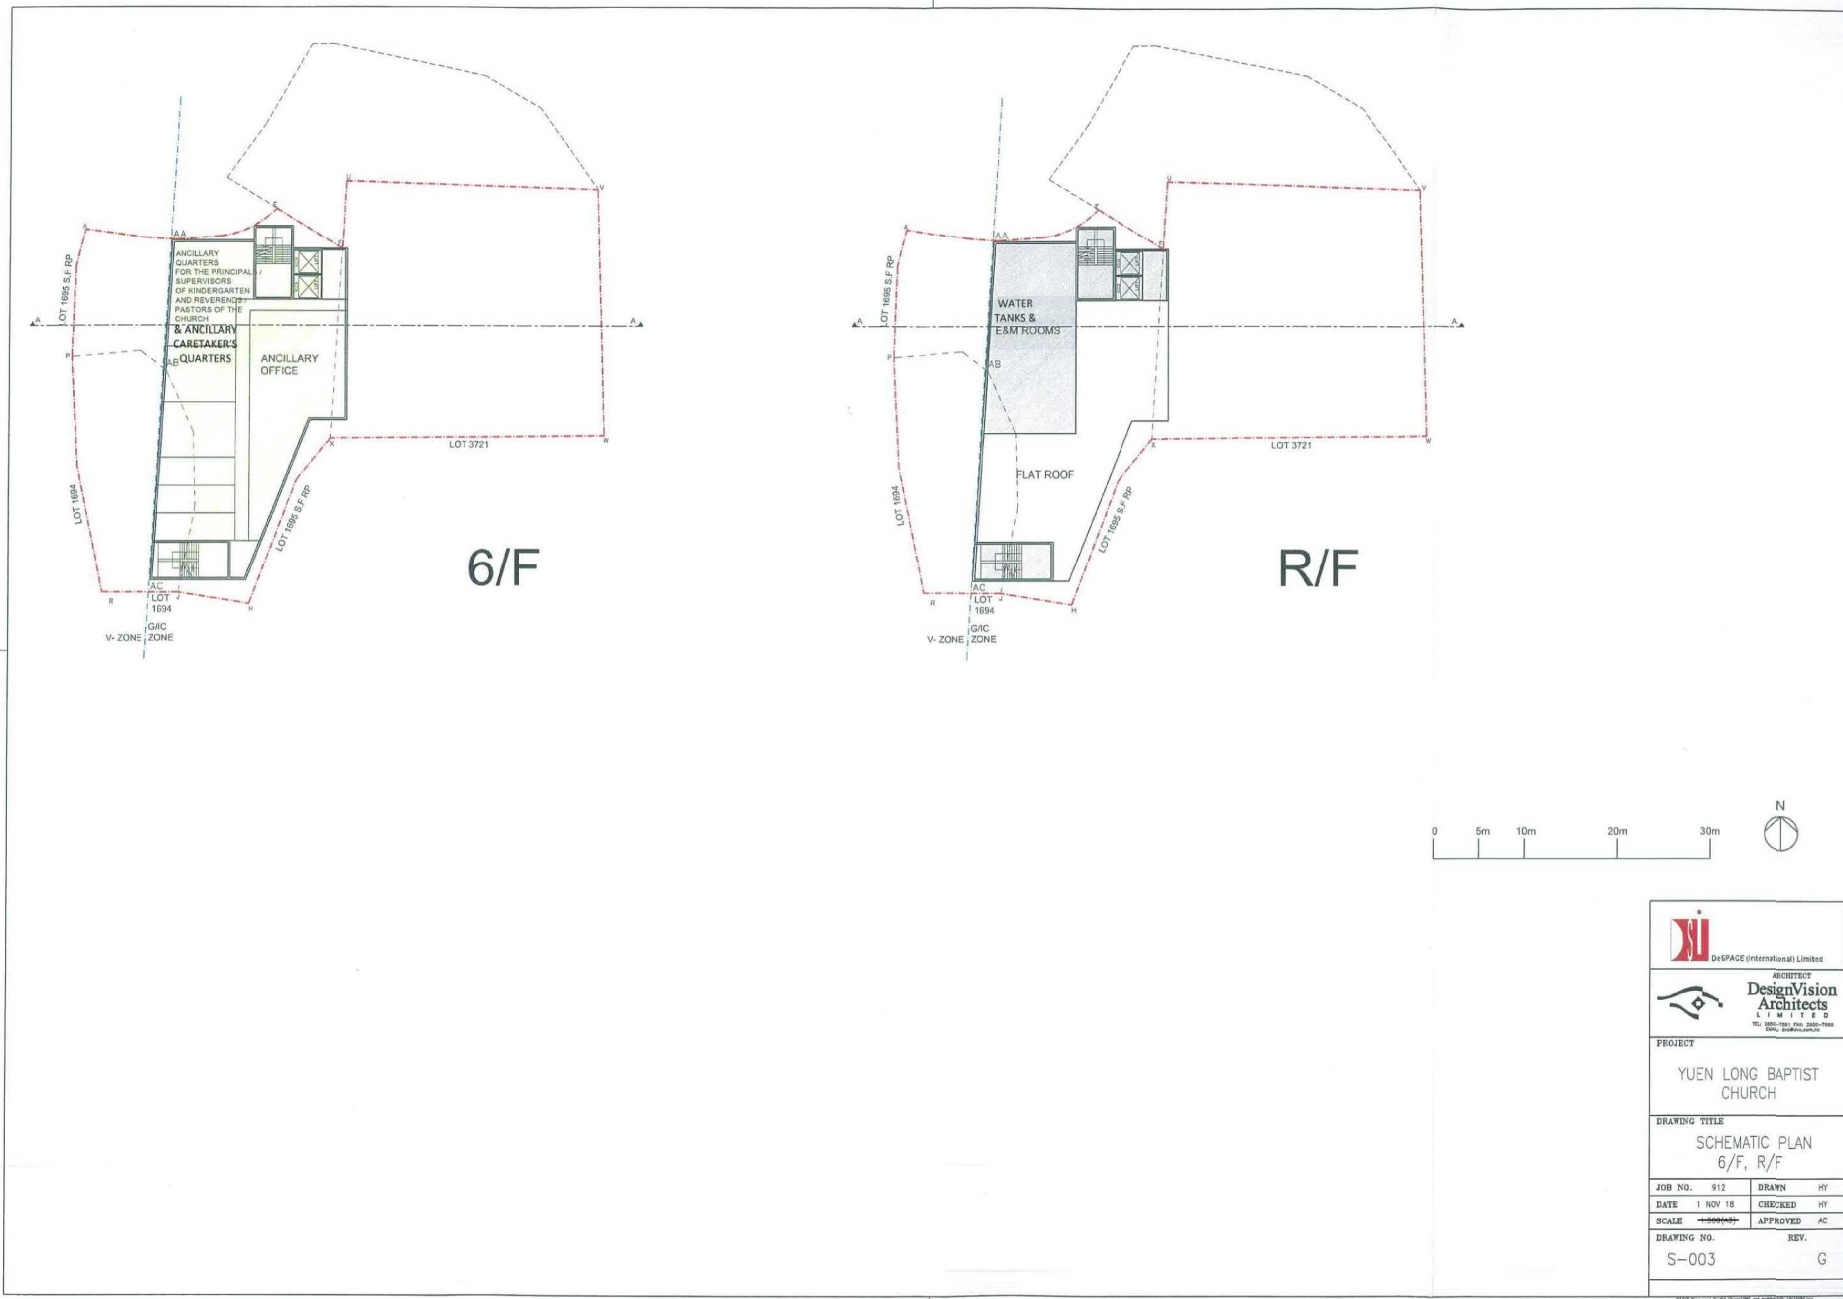 U
V
A
A A
E
LOT 1695 S.F RP
ANCILLARY
QUARTERS
FOR THE PRINCIPALS /
SUPERVISORS
OF KINDERGARTEN
AND REVERENDS /
PASTORS OF THE
CHURCH
& ANCILLARY
CARETAKER'S
QUARTERS
A
A
P
AB
ANCILLARY
OFFICE
X
W
LOT 3721
LOT 1694
LOT 1695 S.F RP
6/F
AC
LOT
1694
R
J
H
G/IC
V- ZONE
ZONE
U
V
A
A A
E
LOT 1695 S.F RP
WATER
TANKS &
E&M ROOMS
A
A
P
AB
X
W
LOT 3721
FLAT ROOF
LOT 1694
LOT 1695 S.F RP
R/F
AC
LOT
1694
R
J
H
G/IC
V- ZONE
ZONE
0 5m 10m 20m 30m
N
DeSPACE (International) Limited
ARCHITECT
DesignVision
Architects
LIMITED
PROJECT
YUEN LONG BAPTIST
CHURCH
DRAWING TITLE
SCHEMATIC PLAN
6/F, R/F
JOB NO. 912 DRAWN HY
DATE 1 NOV 18 CHECKED HY
SCALE 1:500(A3) APPROVED AC
DRAWING NO. REV.
S-003 G